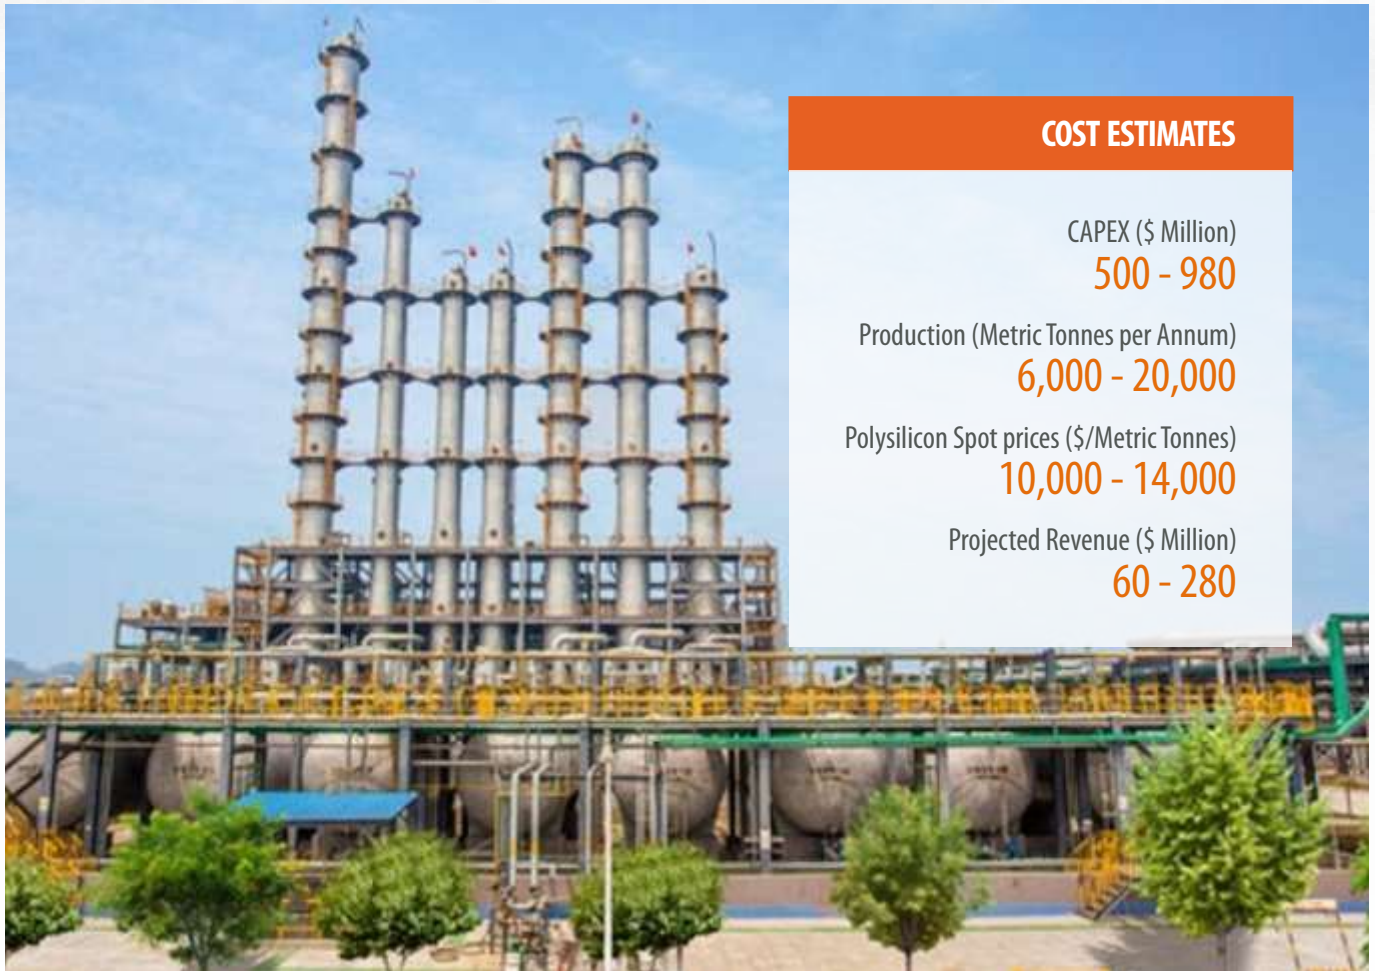 COST ESTIMATES
CAPEX ($ Million)
500 - 980
Production (Metric Tonnes per Annum)
6,000 - 20,000
Polysilicon Spot prices ($/Metric Tonnes)
10,000 - 14,000
Projected Revenue ($ Million)
60 - 280